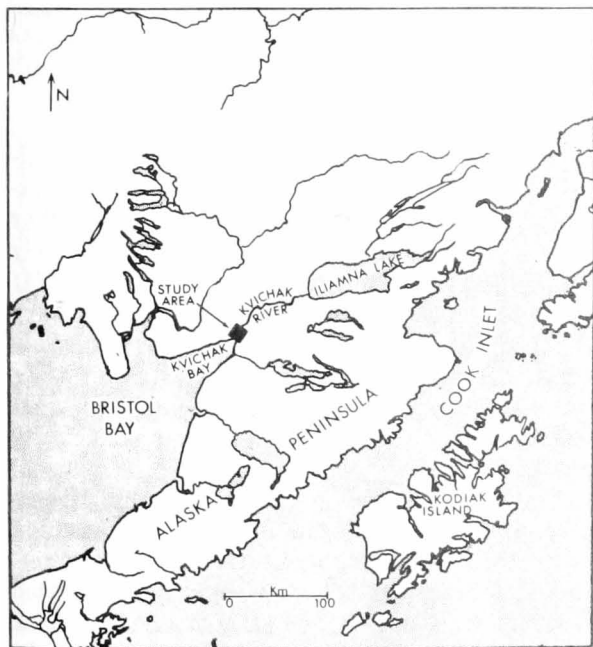 N
STUDY
AREA
KVICHAK
RIVER
ILIAMNA LAKE
KVICHAK
BAY
BRISTOL
BAY
COOK INLET
ALASKA PENINSULA
KODIAK
ISLAND
0 Km 100